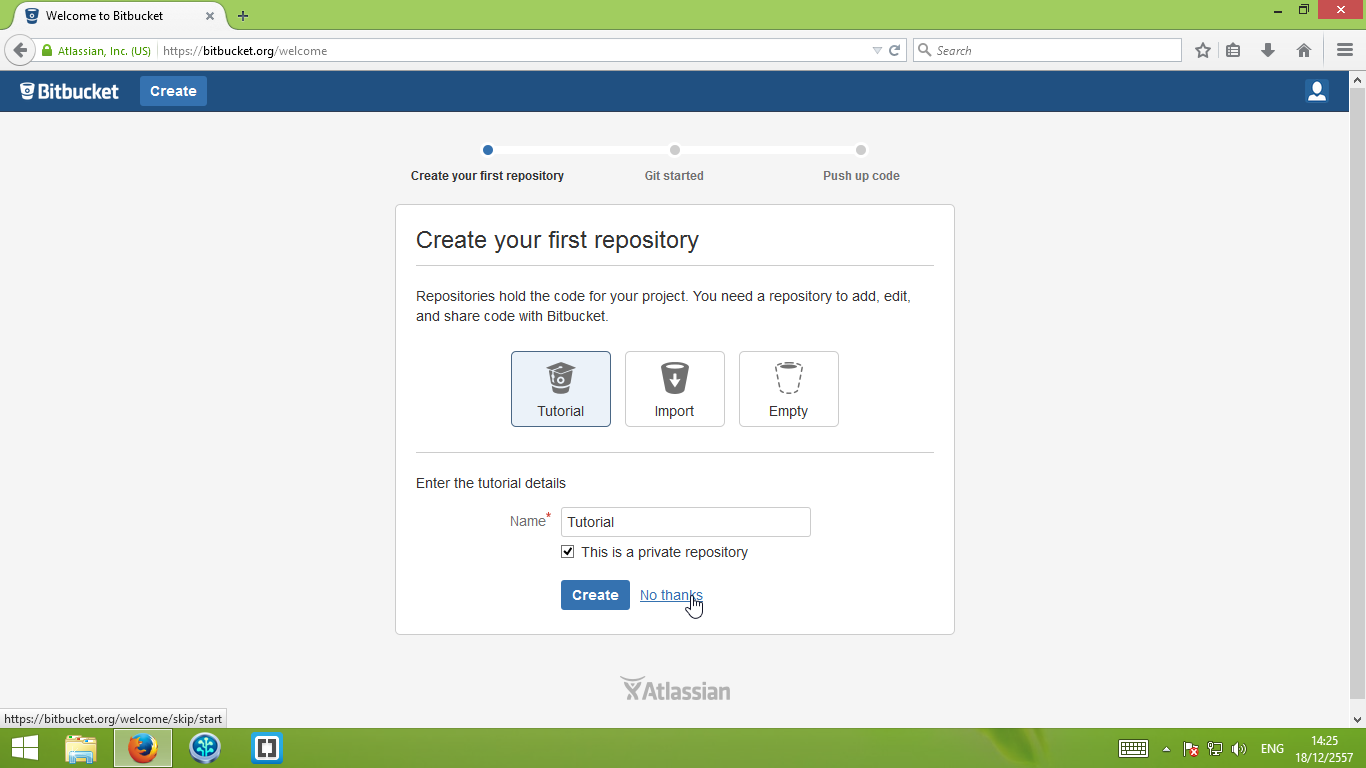 Welcome to Bitbucket
Atlassian, Inc. (US) https://bitbucket.org/welcome
Search
Bitbucket Create
Create your first repository Git started Push up code
Create your first repository
Repositories hold the code for your project. You need a repository to add, edit,
and share code with Bitbucket.
Tutorial Import Empty
Enter the tutorial details
Name* Tutorial
This is a private repository
Create No thanks
Atlassian
https://bitbucket.org/welcome/skip/start
ENG
14:25
18/12/2557